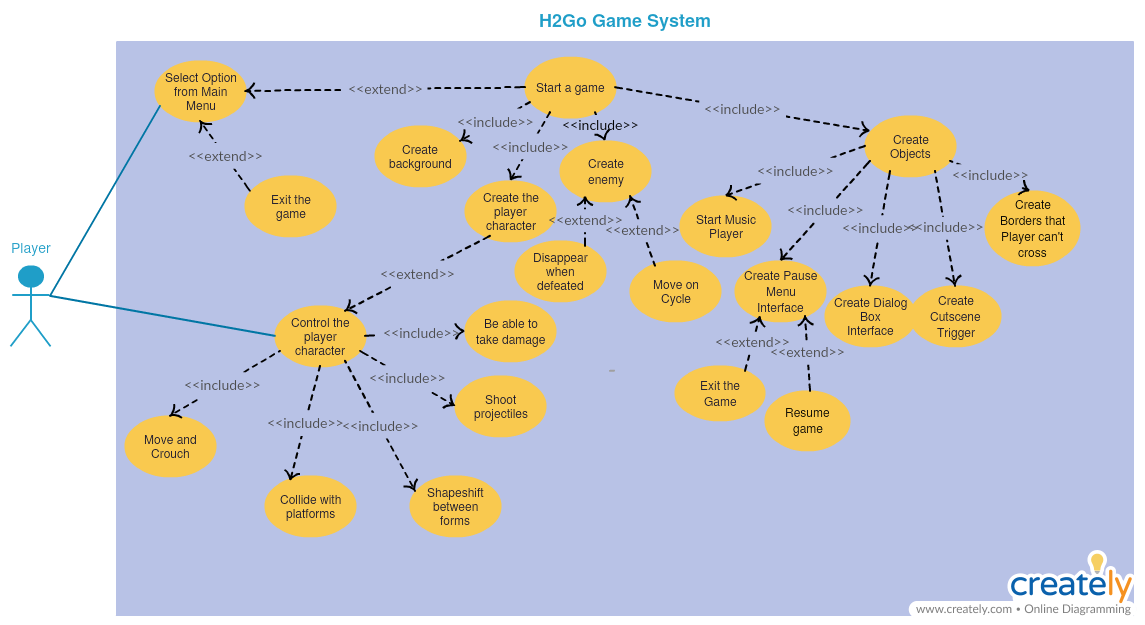 H2Go Game System
Select Option
from Main
Menu
<<extend>>
Start a game
<<include>>
<<include>>
<<include>>
<<include>>
Create
Objects
<<extend>>
Create
background
Create
enemy
<<include>>
<<include>>
Exit the
game
Create the
player
character
<<extend>>
<<extend>>
Start Music
Player
<<include>>
<<include>>
<<include>>
Create
Borders that
Player can't
cross
Player
<<extend>>
Disappear
when
defeated
Move on
Cycle
Create Pause
Menu
Interface
Create Dialog
Box
Interface
Create
Cutscene
Trigger
Control the
player
character
<<include>>
Be able to
take damage
<<extend>>
<<extend>>
<<include>>
<<include>>
Exit the
Game
Shoot
projectiles
Resume
game
<<include>>
<<include>>
Move and
Crouch
Collide with
platforms
Shapeshift
between
forms
creately
www.creately.com • Online Diagramming